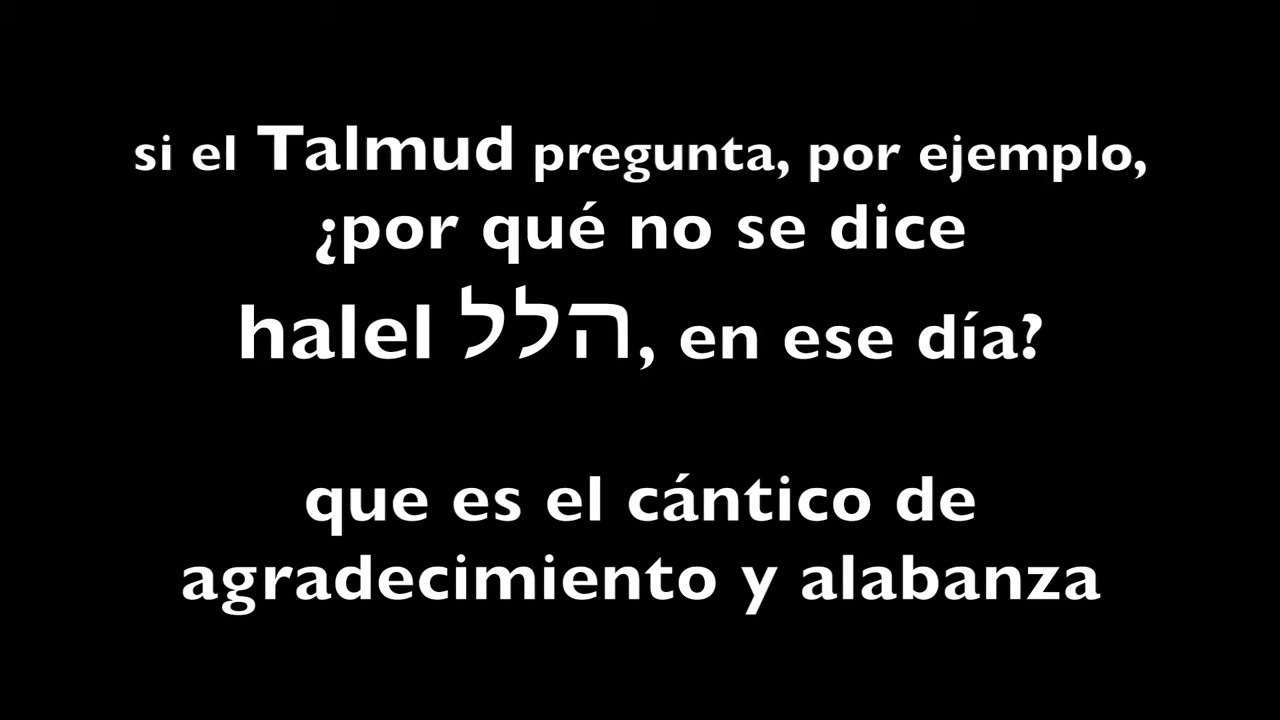 si el Talmud pregunta, por ejemplo,
¿por qué no se dice
halel הלל, en ese día?
que es el cántico de
agradecimiento y alabanza